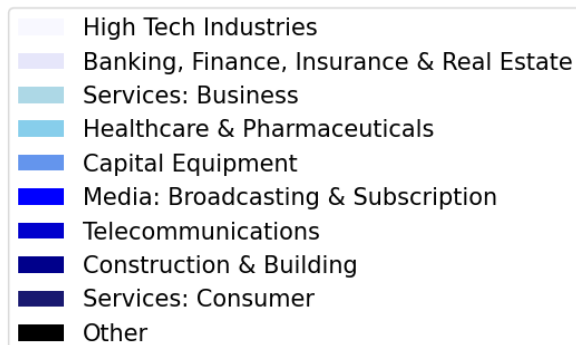 High Tech Industries
Banking, Finance, Insurance & Real Estate
Services: Business
Healthcare & Pharmaceuticals
Capital Equipment
Media: Broadcasting & Subscription
Telecommunications
Construction & Building
Services: Consumer
Other